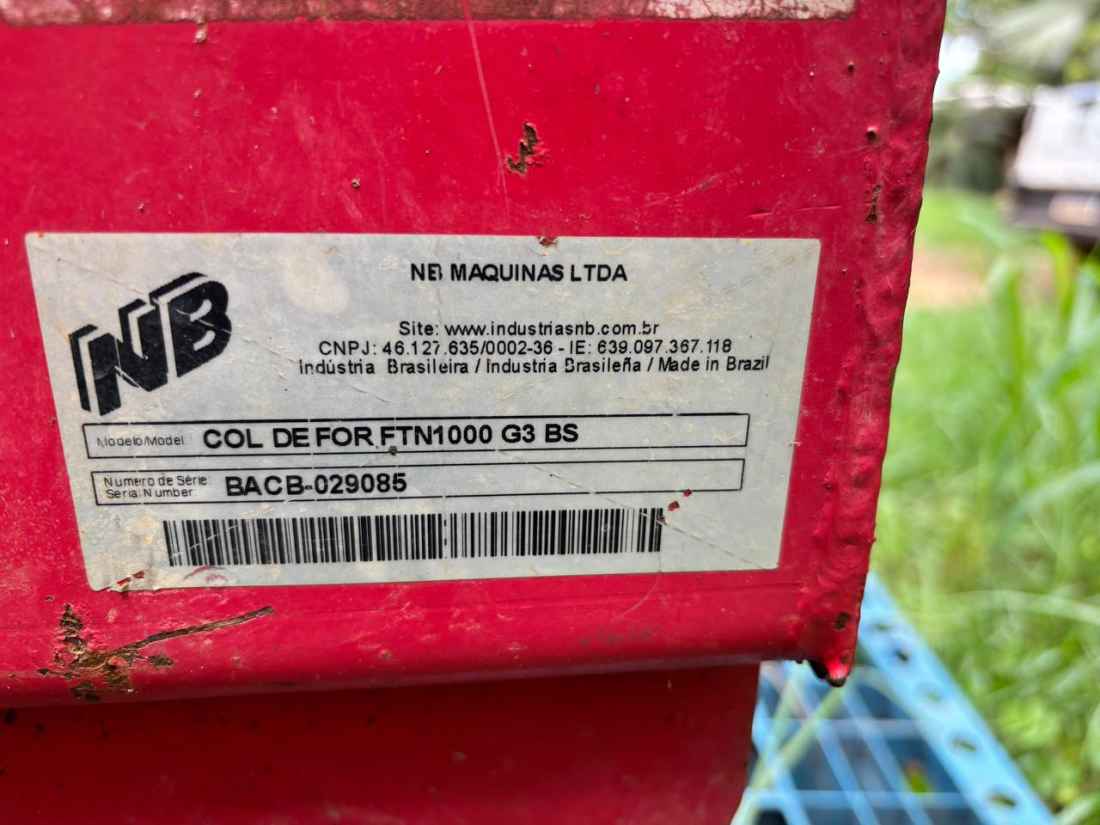 NB
NB MAQUINAS LTDA
Site: www.industriasnb.com.br
CNPJ: 46.127.635/0002-36 - IE: 639.097.367.118
Indústria Brasileira / Industria Brasileña / Made in Brazil
Modelo/Model COL DE FOR FTN1000 G3 BS
Numero de Série BACB-029085
Serial Number